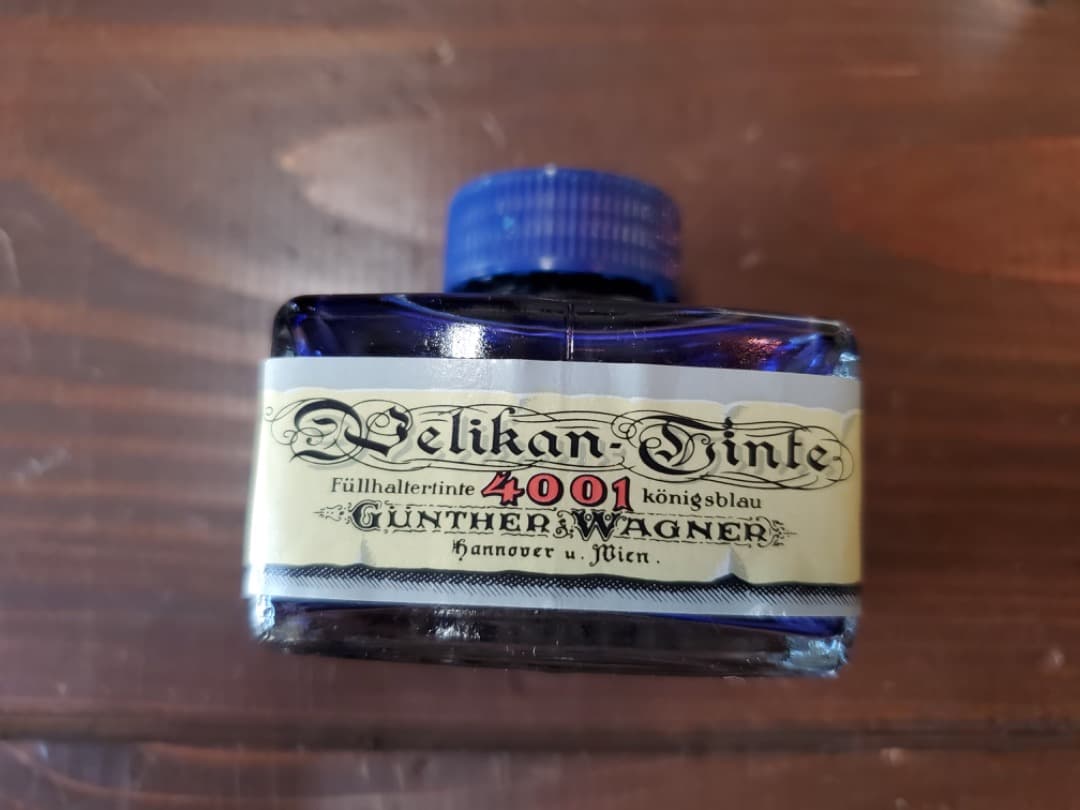 Pelikan-Tinte
Füllhaltertinte 4001 königsblau
GÜNTHER WAGNER
Hannover u. Wien.